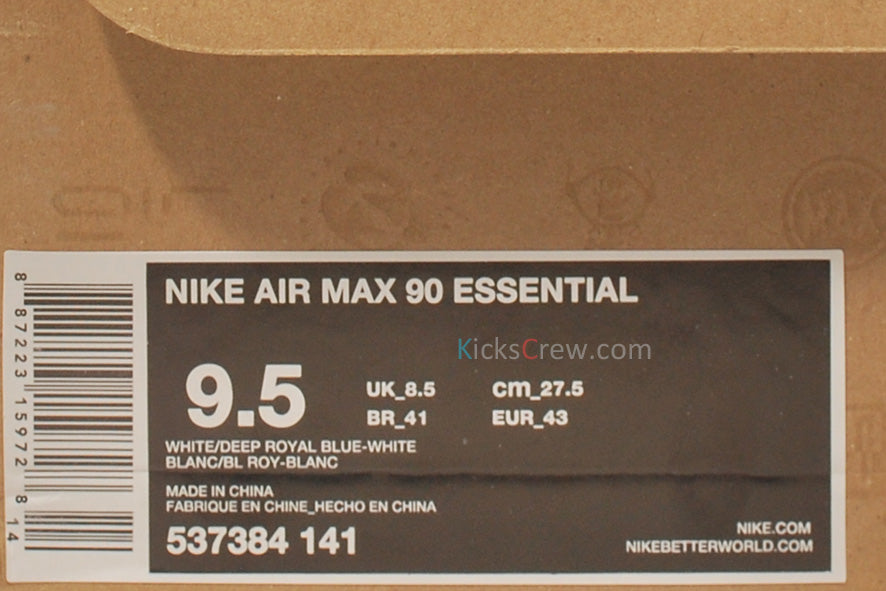 NIKE AIR MAX 90 ESSENTIAL
KicksCrew.com
9.5
UK_8.5 cm_27.5
BR_41 EUR_43
WHITE/DEEP ROYAL BLUE-WHITE
BLANC/BL ROY-BLANC
MADE IN CHINA
FABRIQUE EN CHINE_HECHO EN CHINA
537384 141
NIKE.COM
NIKEBETTERWORLD.COM
8 87223 15972 8 14